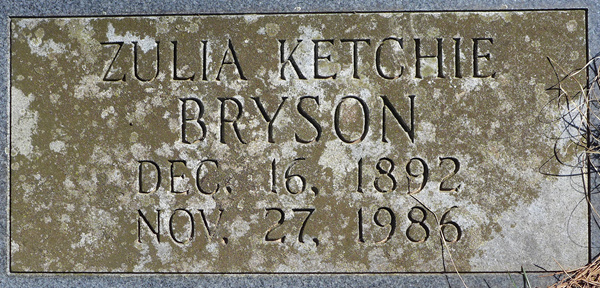 ZULIA KETCHIE
BRYSON
DEC. 16, 1892
NOV. 27, 1986